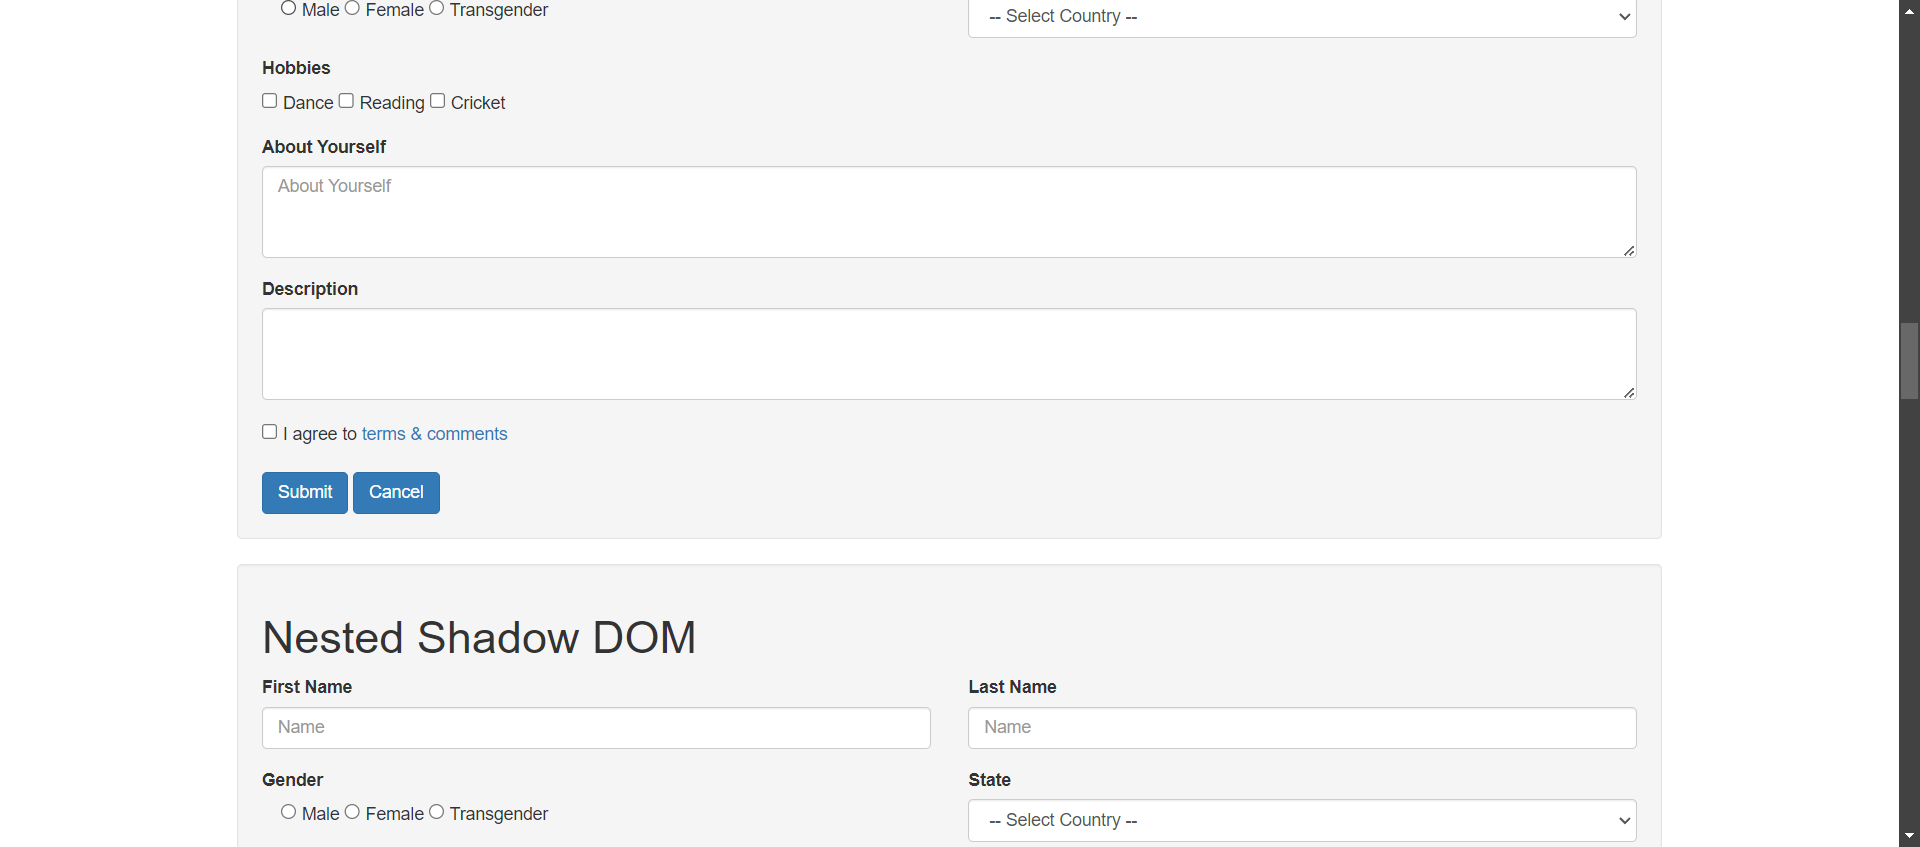 Male Female Transgender
-- Select Country --
Hobbies
Dance Reading Cricket
About Yourself
About Yourself
Description
I agree to terms & comments
Submit Cancel
Nested Shadow DOM
First Name
Name
Last Name
Name
Gender
Male Female Transgender
State
-- Select Country --